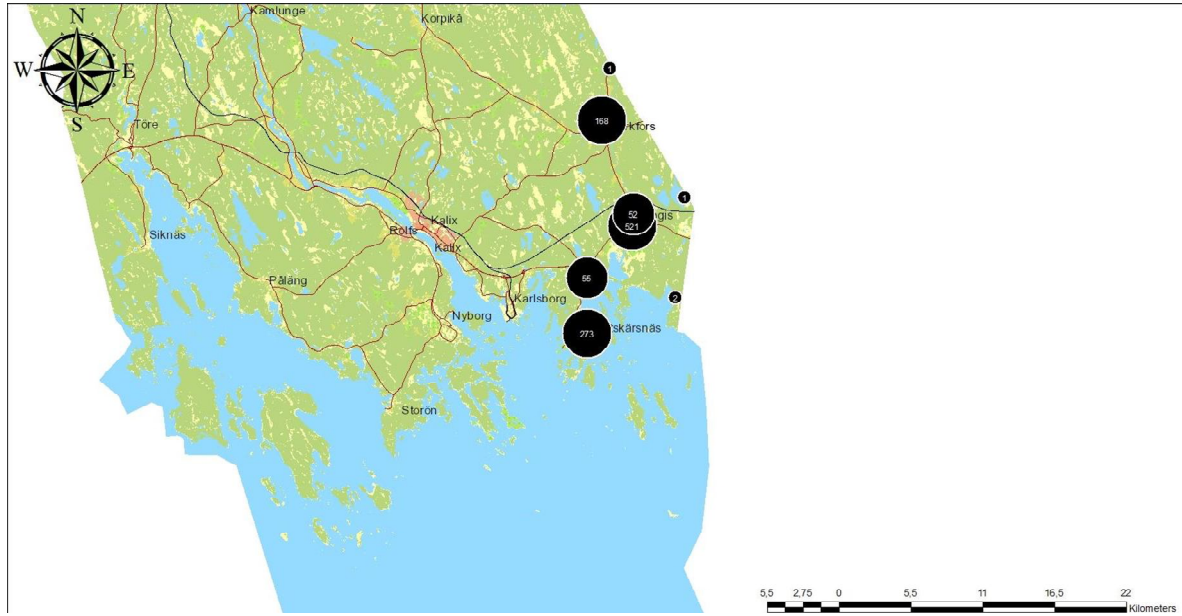 Kamlunge
Korpikå
N
W E
S
1
168
Töre
1
52
521
Kalix
Rolfs
Kalix
Siknäs
55
Påläng
2
Karlsborg
Nyborg
273
Storön
5,5 2,75 0 5,5 11 16,5 22
Kilometers